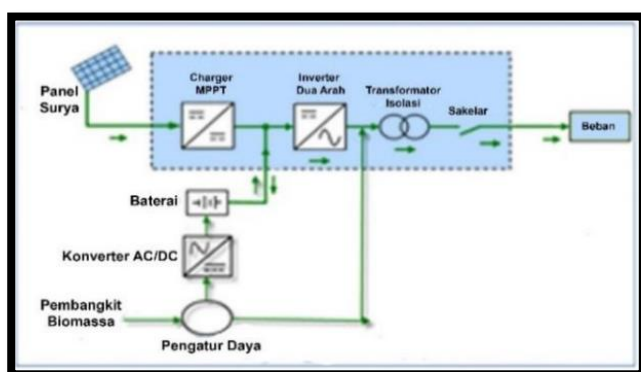 Panel
Surya
Charger
MPPT
Inverter
Dua Arah
Transformator
Isolasi
Sakelar
Beban
Baterai
Konverter AC/DC
Pembangkit
Biomassa
Pengatur Daya